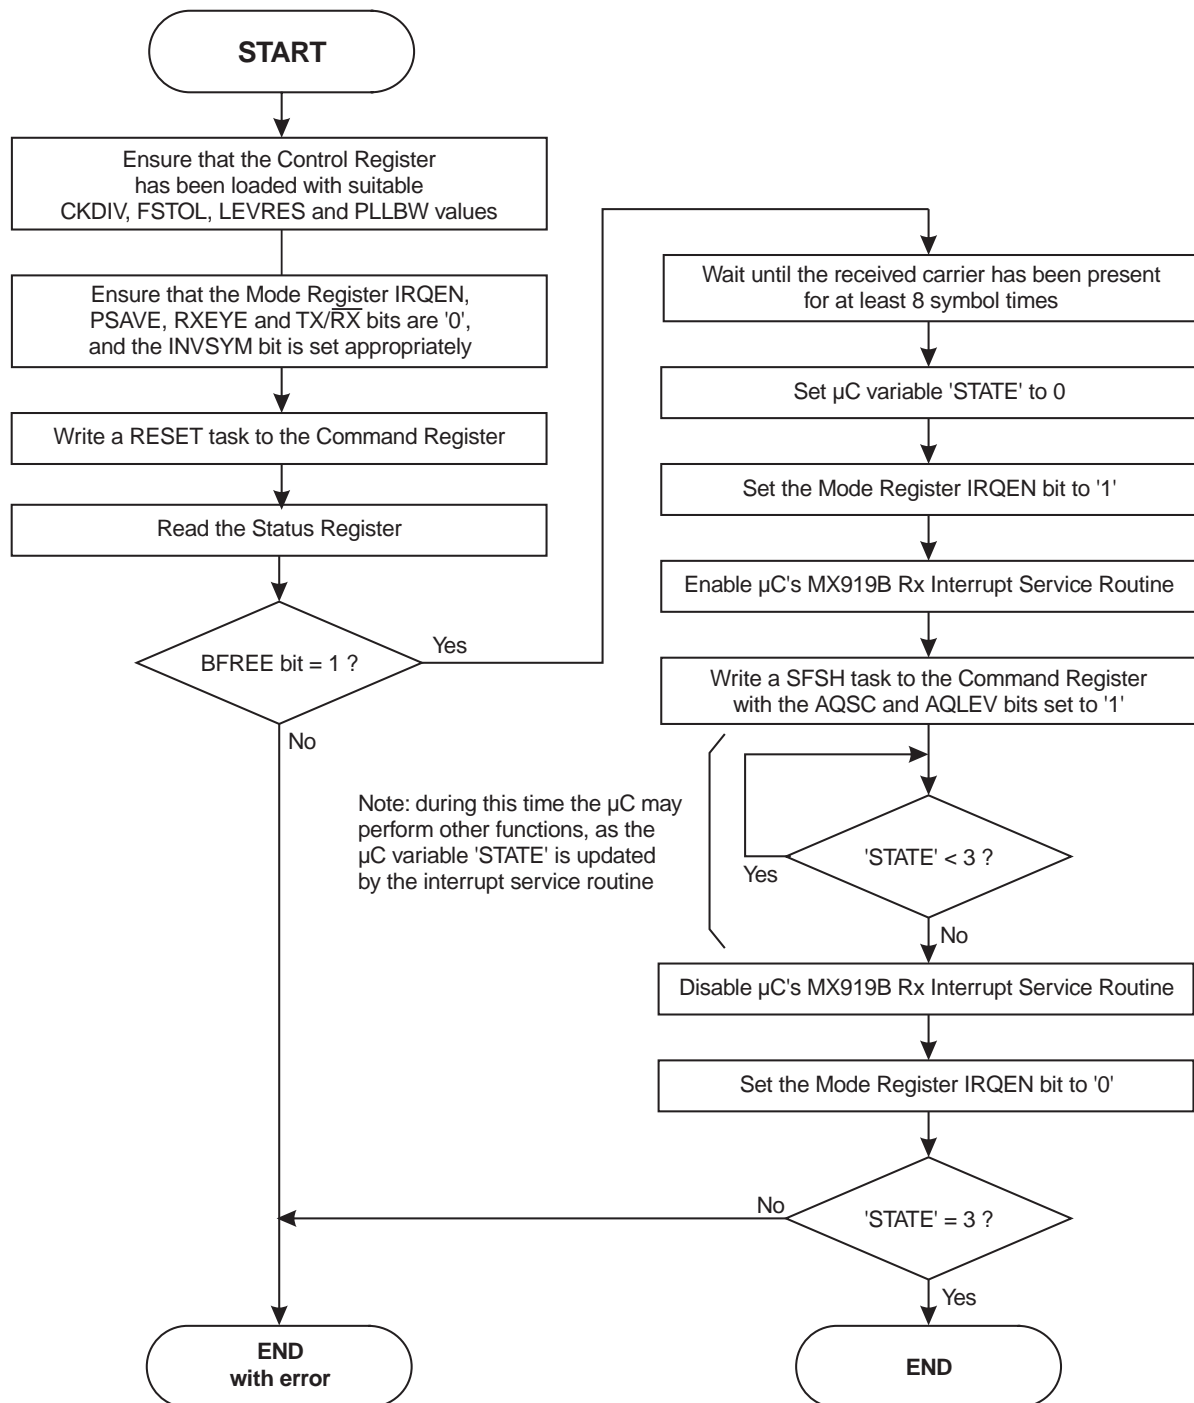 START
Ensure that the Control Register
has been loaded with suitable
CKDIV, FSTOL, LEVRES and PLLBW values
Ensure that the Mode Register IRQEN,
PSAVE, RXEYE and TX/R̅X̅ bits are '0',
and the INVSYM bit is set appropriately
Write a RESET task to the Command Register
Read the Status Register
BFREE bit = 1 ?
Yes
No
Wait until the received carrier has been present
for at least 8 symbol times
Set µC variable 'STATE' to 0
Set the Mode Register IRQEN bit to '1'
Enable µC's MX919B Rx Interrupt Service Routine
Write a SFSH task to the Command Register
with the AQSC and AQLEV bits set to '1'
Note: during this time the µC may
perform other functions, as the
µC variable 'STATE' is updated
by the interrupt service routine
'STATE' < 3 ?
Yes
No
Disable µC's MX919B Rx Interrupt Service Routine
Set the Mode Register IRQEN bit to '0'
'STATE' = 3 ?
No
Yes
END
with error
END